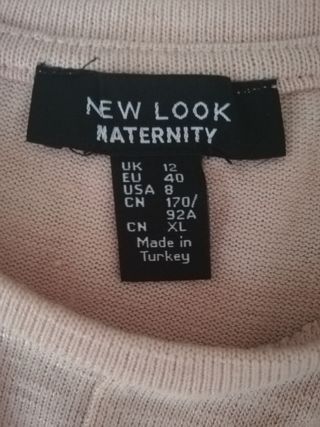 NEW LOOK
MATERNITY
UK 12
EU 40
USA 8
CN 170/
92A
CN XL
Made in
Turkey